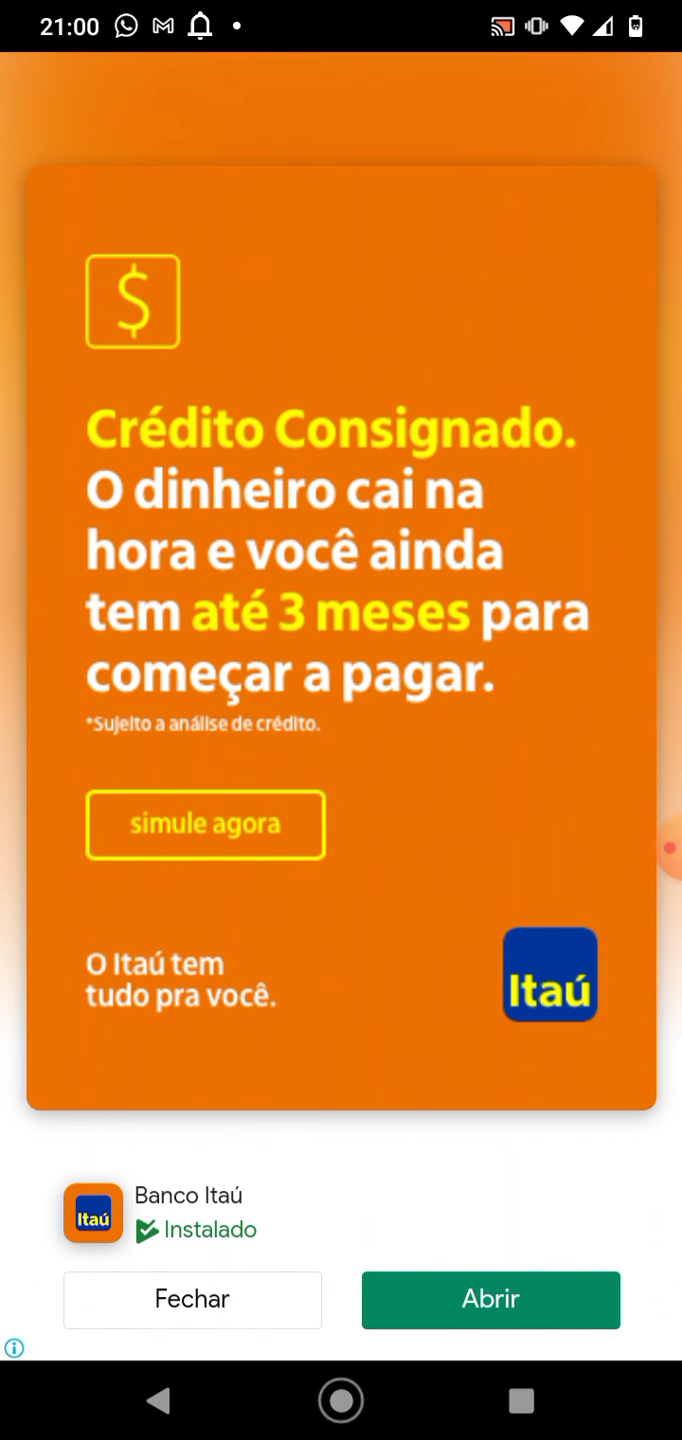 21:00
$
Crédito Consignado.
O dinheiro cai na
hora e você ainda
tem até 3 meses para
começar a pagar.
*Sujeito a análise de crédito.
simule agora
O Itaú tem
tudo pra você.
Itaú
Itaú
Banco Itaú
Instalado
Fechar
Abrir